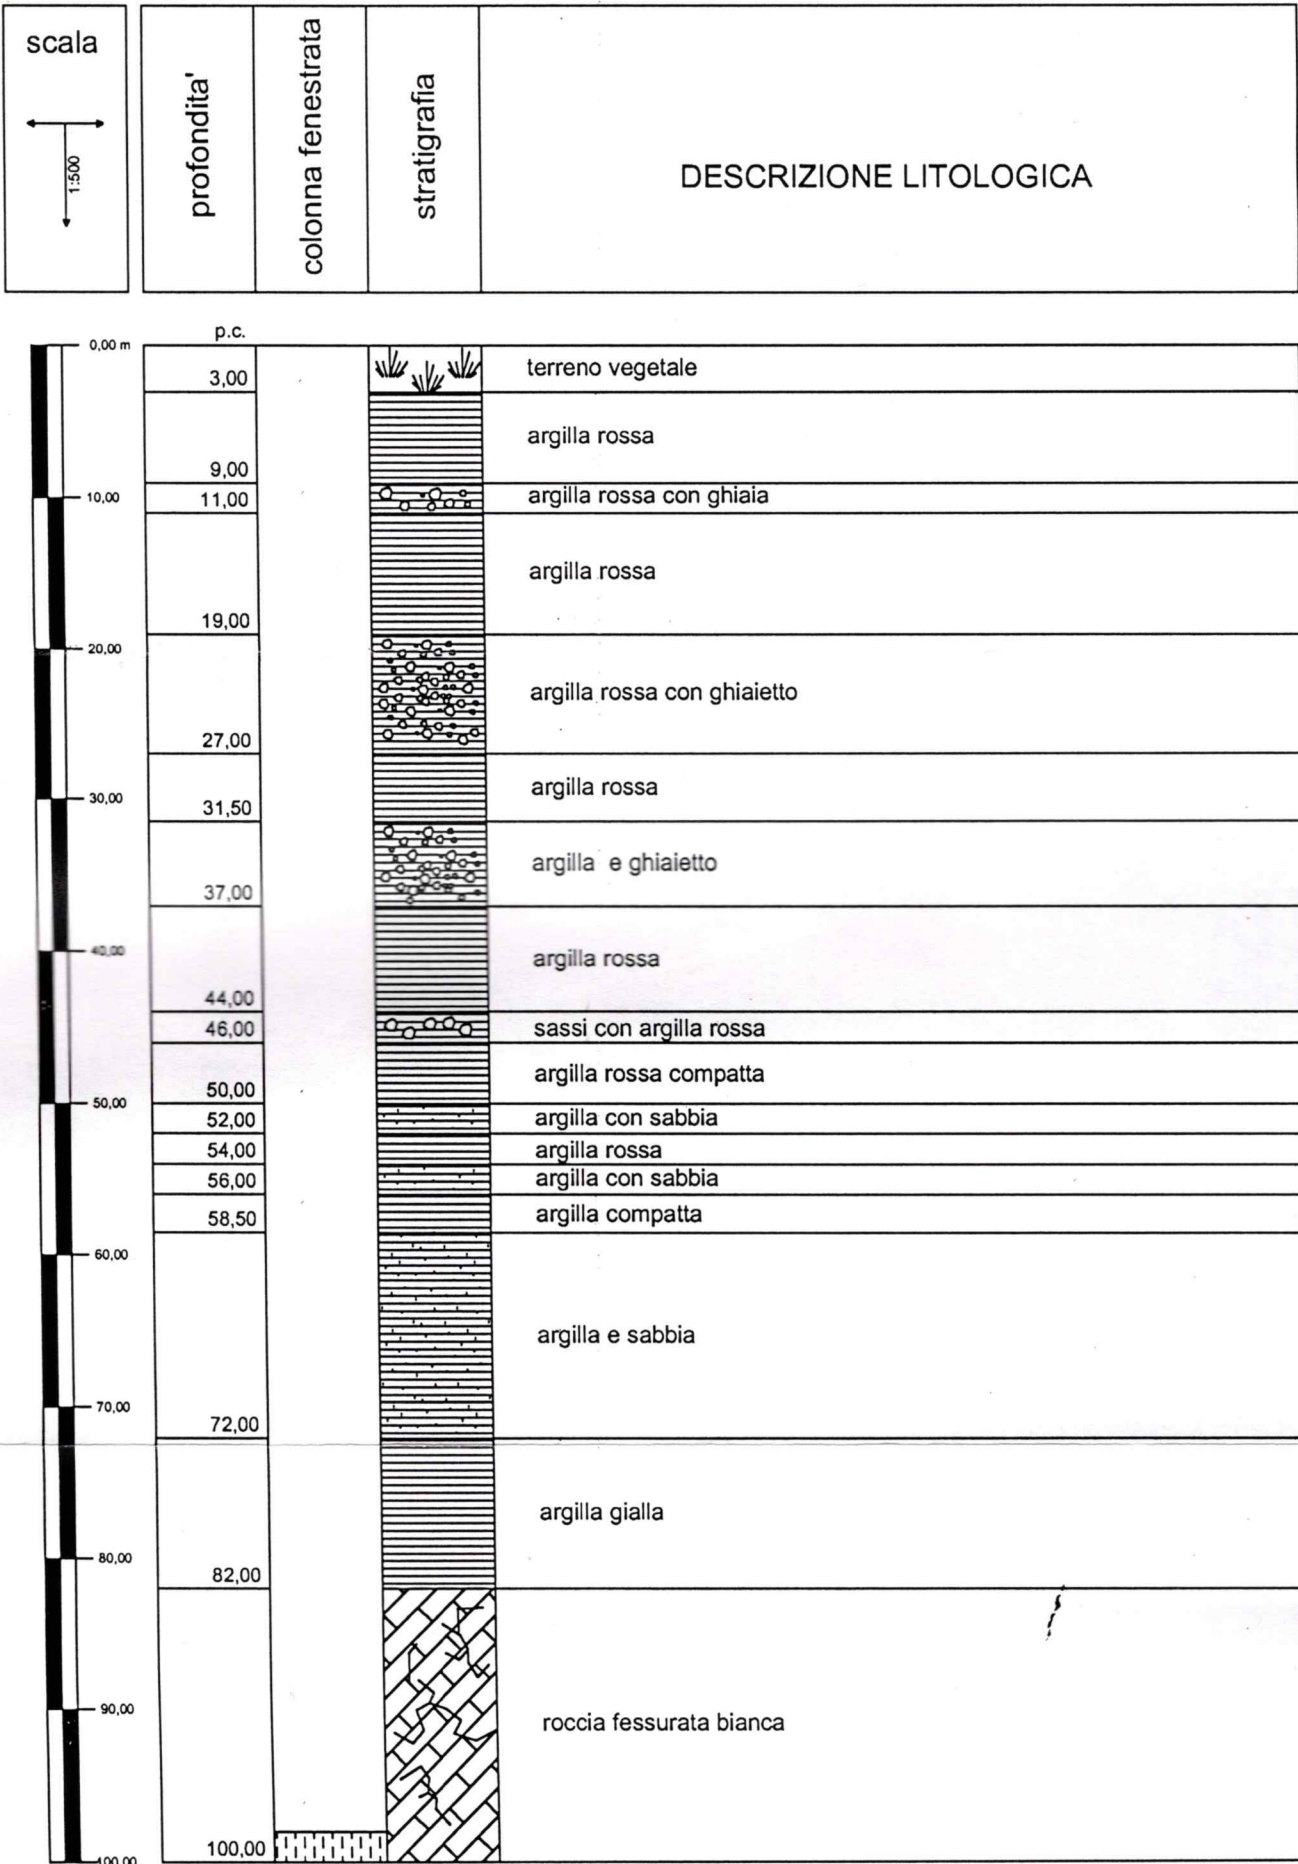 scala
1:500
profondita'
colonna fenestrata
stratigrafia
DESCRIZIONE LITOLOGICA
p.c.
0,00 m
3,00 terreno vegetale
9,00 argilla rossa
10,00
11,00 argilla rossa con ghiaia
19,00 argilla rossa
20,00
27,00 argilla rossa con ghiaietto
30,00
31,50 argilla rossa
37,00 argilla e ghiaietto
40,00
44,00 argilla rossa
46,00 sassi con argilla rossa
50,00 argilla rossa compatta
50,00
52,00 argilla con sabbia
54,00 argilla rossa
56,00 argilla con sabbia
58,50 argilla compatta
60,00
70,00
72,00 argilla e sabbia
80,00
82,00 argilla gialla
90,00
100,00 roccia fessurata bianca
100,00